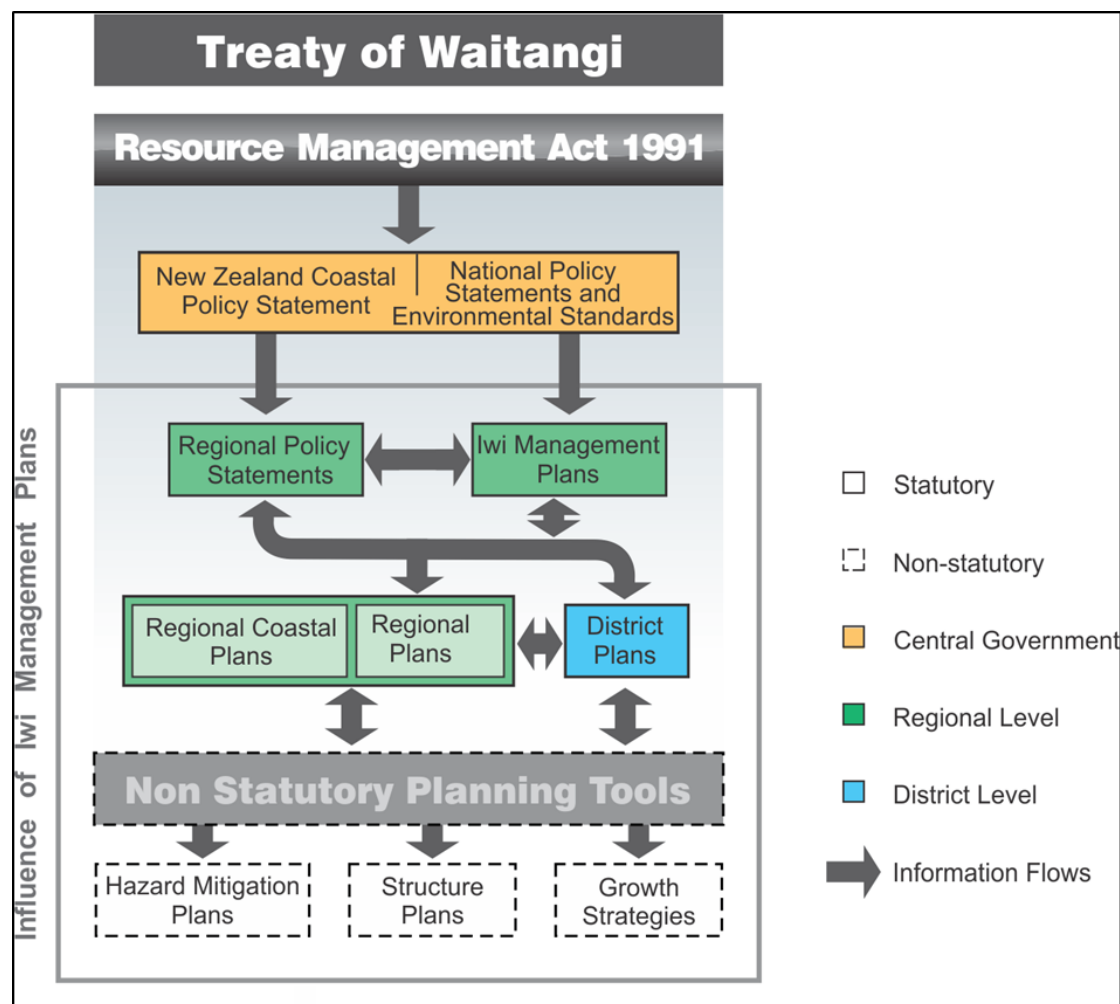 Treaty of Waitangi
Resource Management Act 1991
New Zealand Coastal
Policy Statement
National Policy
Statements and
Environmental Standards
Influence of Iwi Management Plans
Regional Policy
Statements
Iwi Management
Plans
Regional Coastal
Plans
Regional
Plans
District
Plans
Non Statutory Planning Tools
Hazard Mitigation
Plans
Structure
Plans
Growth
Strategies
Statutory
Non-statutory
Central Government
Regional Level
District Level
Information Flows